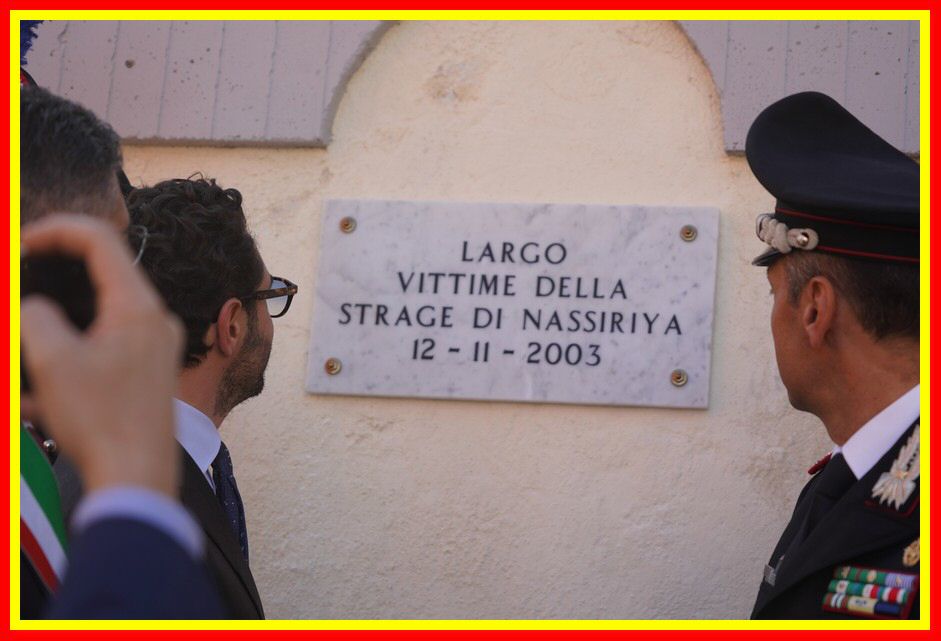 LARGO
VITTIME DELLA
STRAGE DI NASSIRIYA
12 - 11 - 2003